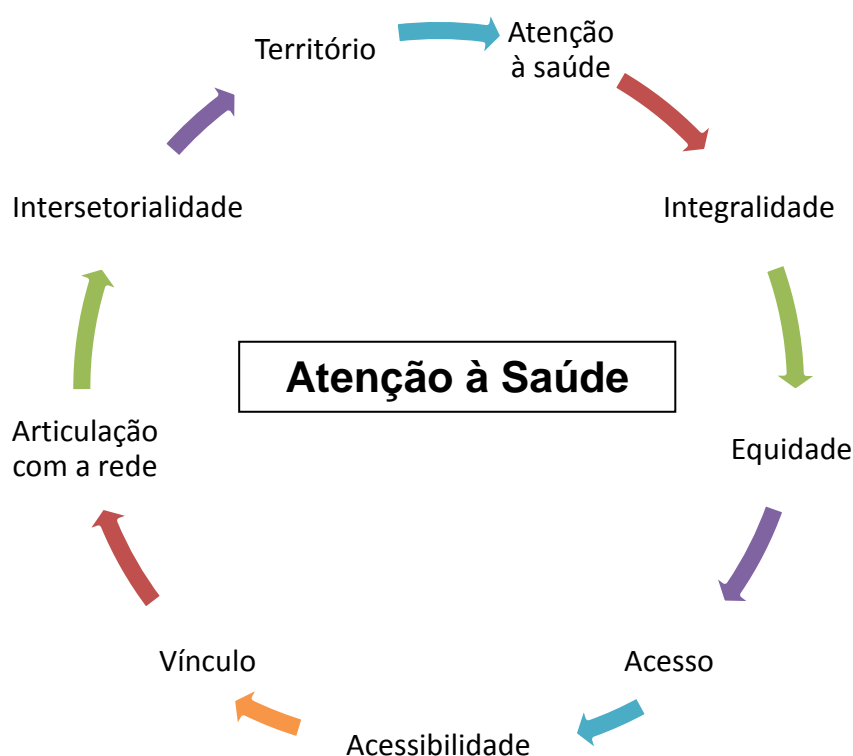 Território
Atenção
à saúde
Intersetorialidade
Integralidade
Atenção à Saúde
Articulação
com a rede
Equidade
Vínculo
Acesso
Acessibilidade